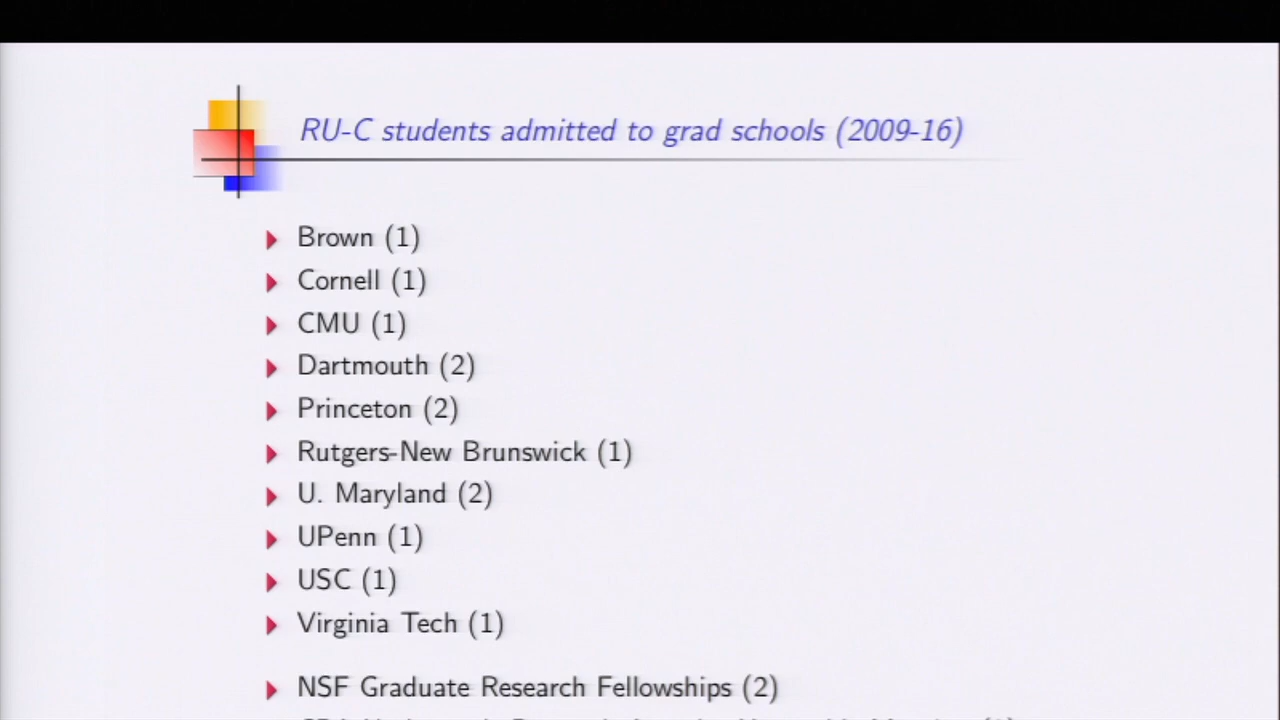 RU-C students admitted to grad schools (2009-16)
Brown (1)
Cornell (1)
CMU (1)
Dartmouth (2)
Princeton (2)
Rutgers-New Brunswick (1)
U. Maryland (2)
UPenn (1)
USC (1)
Virginia Tech (1)
NSF Graduate Research Fellowships (2)